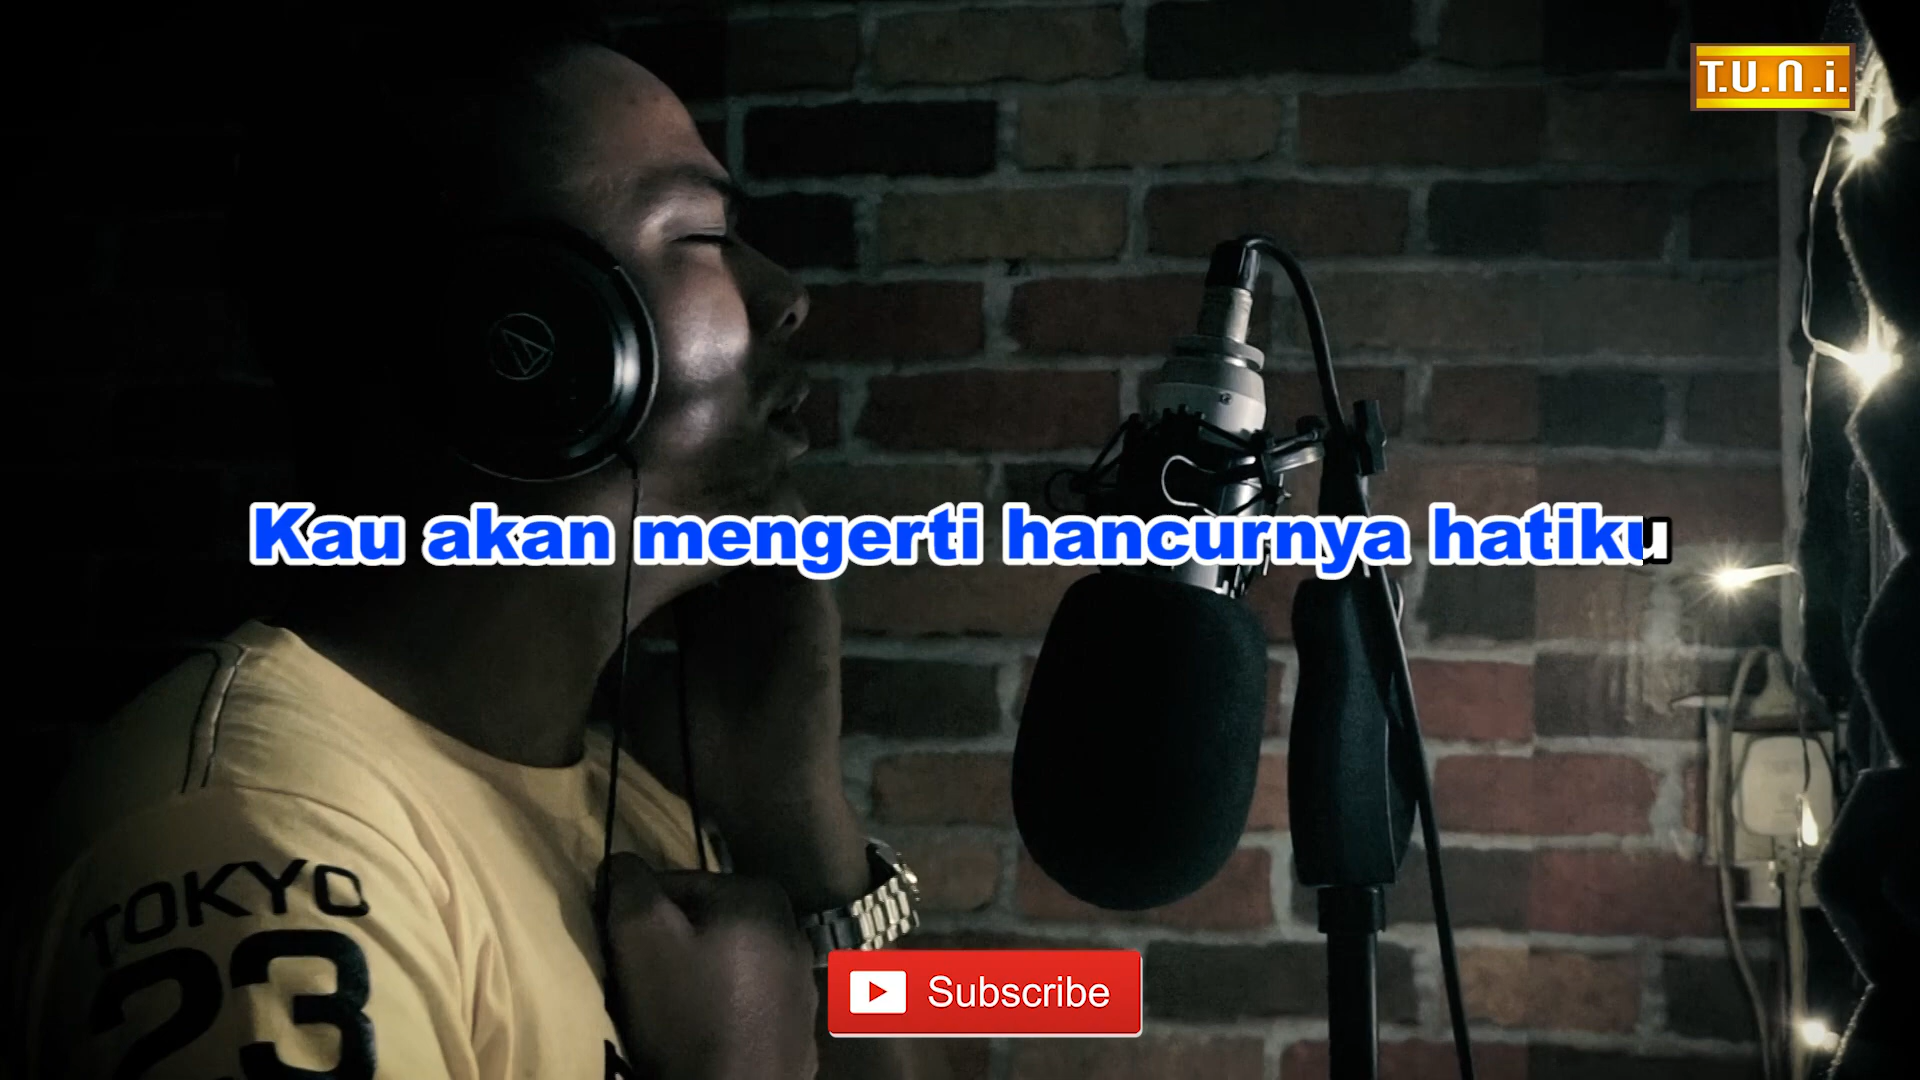 T.U.N.i.
Kau akan mengerti hancurnya hatiku
TOKYO
23
Subscribe